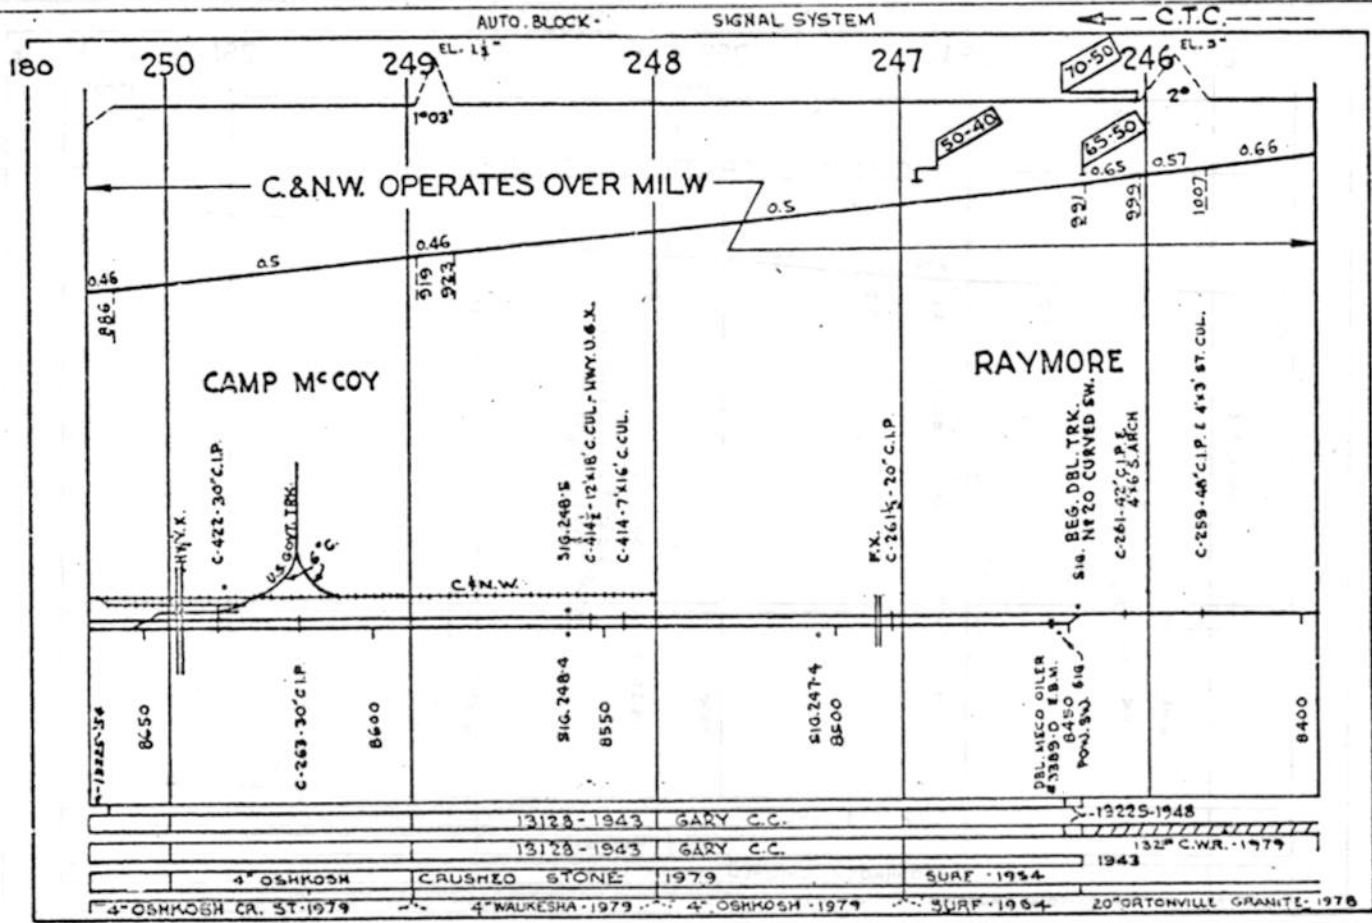 AUTO. BLOCK - SIGNAL SYSTEM
C.T.C.
180 250 249 248 247 246
EL. 1¼"
EL. 3"
70-50
1°03'
2°
50-40
65-50
C.&N.W. OPERATES OVER MILW
0.46 0.5 0.46 0.5 0.65 0.57 0.66
886
919
923
991
999
1007
CAMP McCOY
RAYMORE
HWY. X.
C-422-30" C.I.P.
U.S. GOVT. TRK.
6° C.
C&N.W.
SIG. 248-5
C-414½-12'X18' C.CUL.-HWY. U.G.X.
C-414-7'X16' C.CUL.
F.X.
C-261½-20" C.I.P.
SIG. BEG. DBL. TRK.
Nº 20 CURVED SW.
C-261-42" C.I.P. &
4'X6' S. ARCH
C-259-48" C.I.P. & 4'X3' ST. CUL.
8650
C-263-30" C.I.P.
8600
SIG. 248-4
8550
SIG. 247-4
8500
DBL. MECO OILER
8450
POW. SW. SIG
8400
13128-1943 GARY C.C.
13225-1948
13128-1943 GARY C.C.
132# C.W.R.-1979
1943
4" OSHKOSH CRUSHED STONE 1979 SURF-1984
4" OSHKOSH CR. ST-1979 4" WAUKESHA-1979 4" OSHKOSH-1979 SURF-1984 20" ORTONVILLE GRANITE-1978